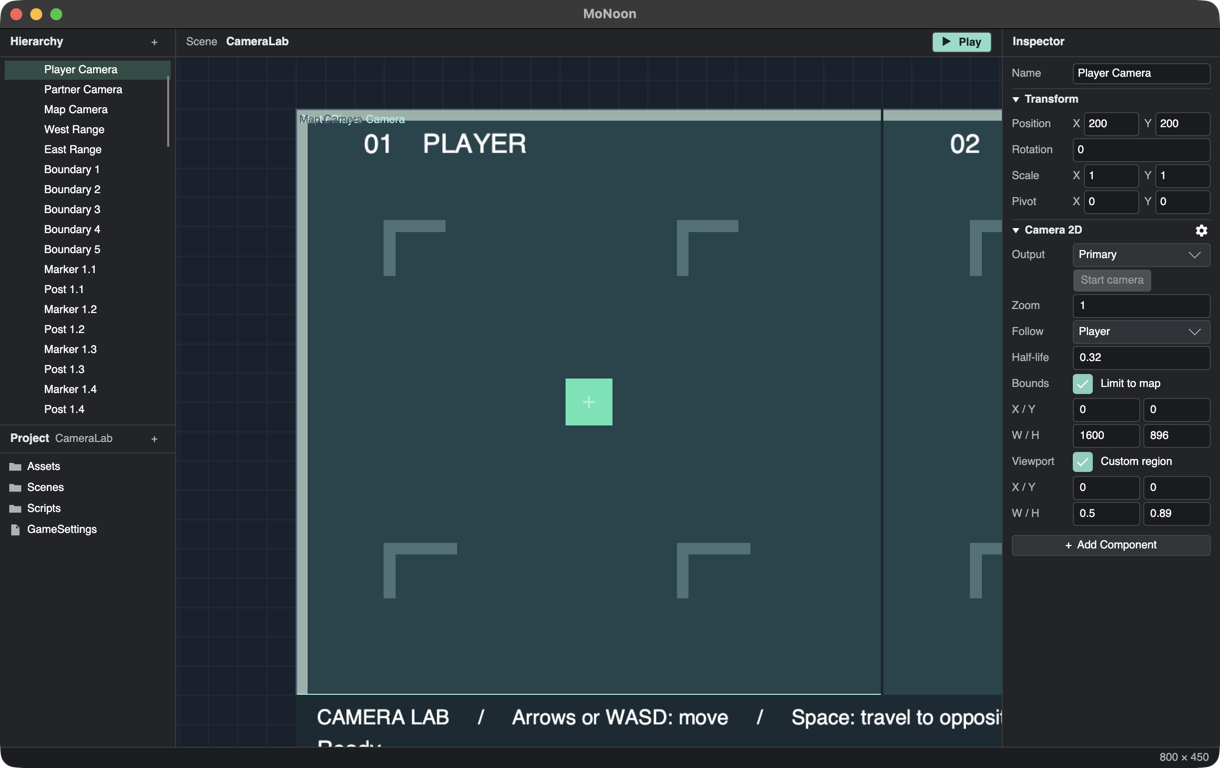 MoNoon
Hierarchy +
Scene CameraLab
Play
Inspector
Player Camera
Partner Camera
Map Camera
West Range
East Range
Boundary 1
Boundary 2
Boundary 3
Boundary 4
Boundary 5
Marker 1.1
Post 1.1
Marker 1.2
Post 1.2
Marker 1.3
Post 1.3
Marker 1.4
Post 1.4
Project CameraLab +
Assets
Scenes
Scripts
GameSettings
Camera
01 PLAYER
02
CAMERA LAB / Arrows or WASD: move / Space: travel to opposit
Ready
Name Player Camera
Transform
Position X 200 Y 200
Rotation 0
Scale X 1 Y 1
Pivot X 0 Y 0
Camera 2D
Output Primary
Start camera
Zoom 1
Follow Player
Half-life 0.32
Bounds Limit to map
X / Y 0 0
W / H 1600 896
Viewport Custom region
X / Y 0 0
W / H 0.5 0.89
+ Add Component
800 × 450